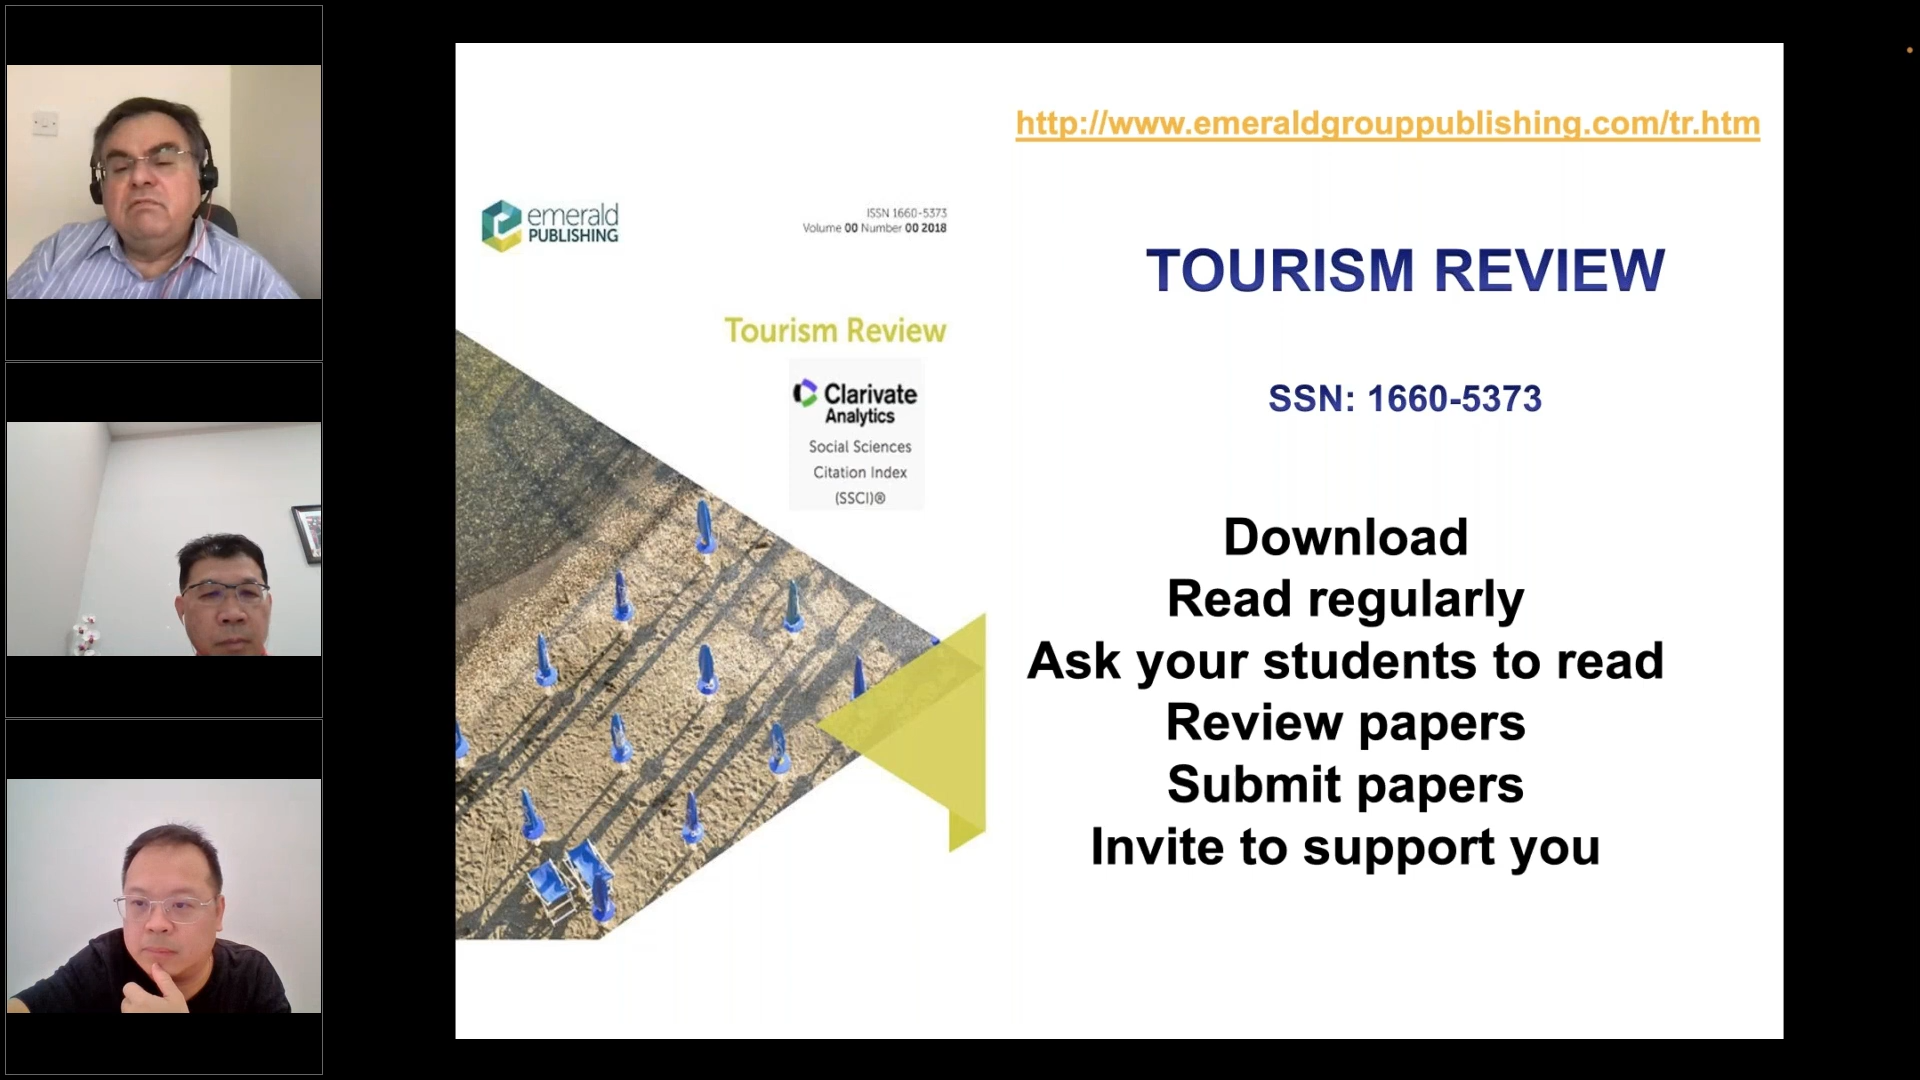 http://www.emeraldgrouppublishing.com/tr.htm
emerald
PUBLISHING
ISSN 1660-5373
Volume 00 Number 00 2018
TOURISM REVIEW
Tourism Review
Clarivate
Analytics
Social Sciences
Citation Index
(SSCI)®
SSN: 1660-5373
Download
Read regularly
Ask your students to read
Review papers
Submit papers
Invite to support you